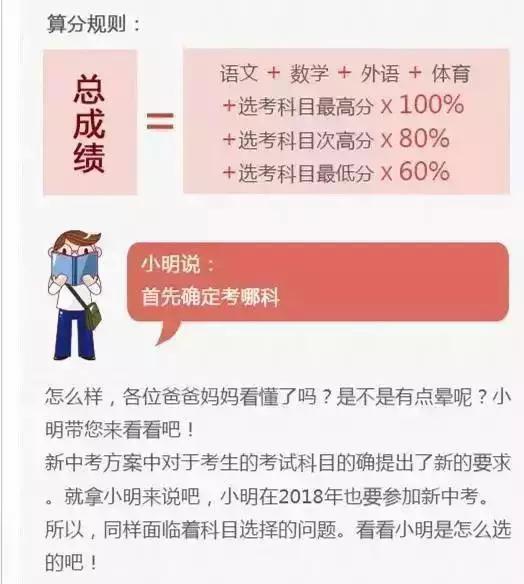 算分规则：
总成绩
=
语文 + 数学 + 外语 + 体育
+选考科目最高分 x 100%
+选考科目次高分 x 80%
+选考科目最低分 x 60%
小明说：
首先确定考哪科
怎么样，各位爸爸妈妈看懂了吗？是不是有点晕呢？小
明带您来看看吧！
新中考方案中对于考生的考试科目的确提出了新的要求
。就拿小明来说吧，小明在2018年也要参加新中考。
所以，同样面临着科目选择的问题。看看小明是怎么选
的吧！